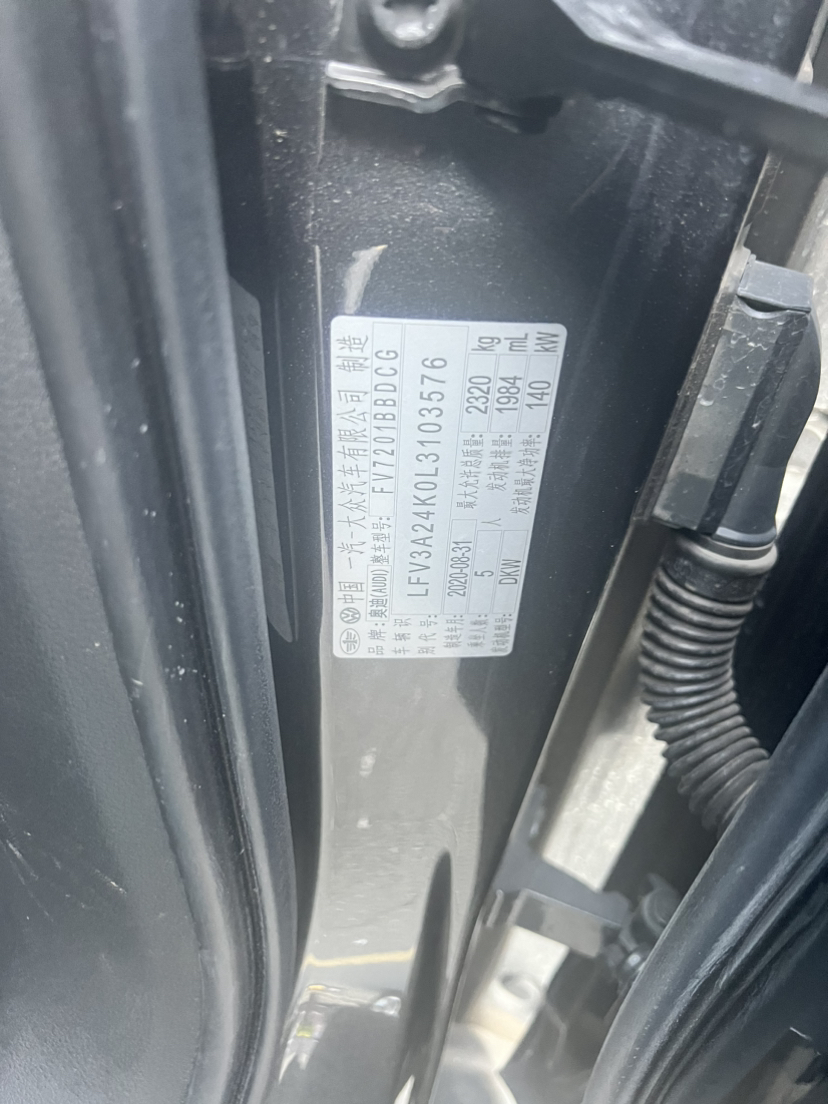 中国 一汽-大众汽车有限公司 制造
品牌: 奥迪(AUDI) 整车型号: FV7201BBDCG
车辆识别代号: LFV3A24K0L3103576
制造年月: 2020-08-31 最大允许总质量: 2320 kg
乘坐人数: 5 人 发动机排量: 1984 mL
发动机型号: DKW 发动机最大净功率: 140 kW